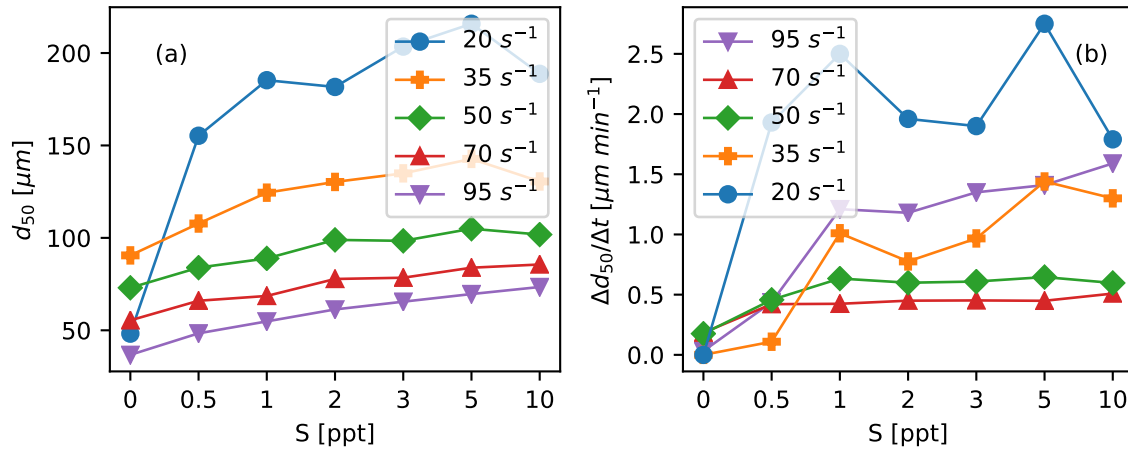 (a)
d₅₀ [μm]
200
150
100
50
20 s⁻¹
35 s⁻¹
50 s⁻¹
70 s⁻¹
95 s⁻¹
0 0.5 1 2 3 5 10
S [ppt]
(b)
Δd₅₀/Δt [μm min⁻¹]
2.5
2.0
1.5
1.0
0.5
0.0
95 s⁻¹
70 s⁻¹
50 s⁻¹
35 s⁻¹
20 s⁻¹
0 0.5 1 2 3 5 10
S [ppt]